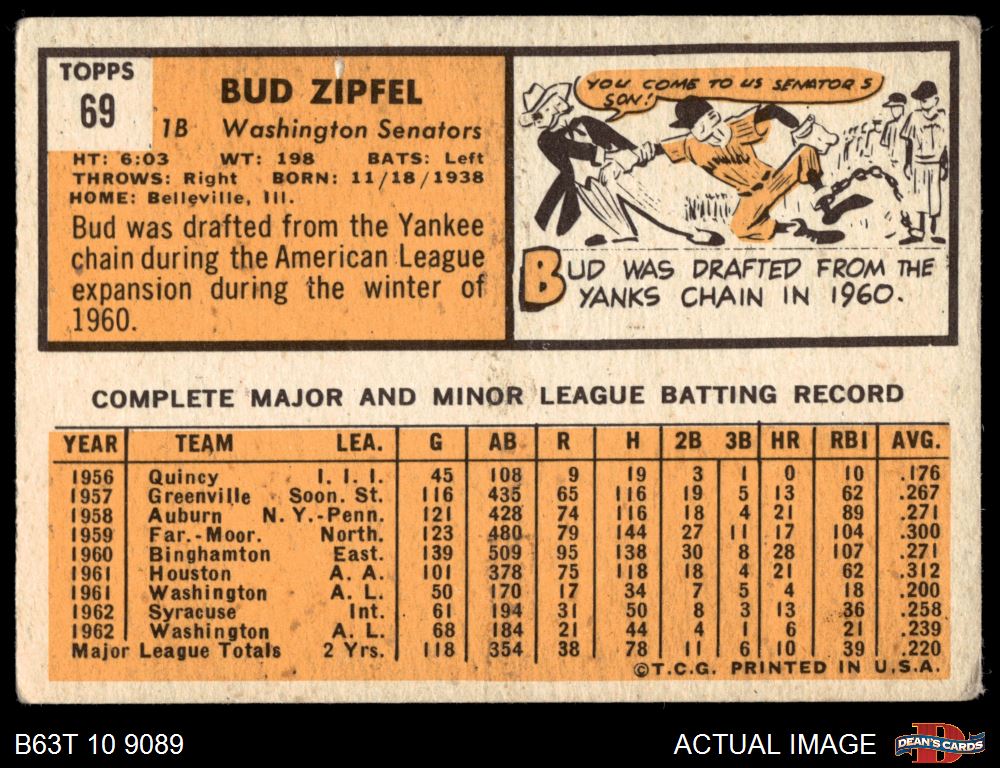 TOPPS
69
BUD ZIPFEL
1B Washington Senators
HT: 6:03 WT: 198 BATS: Left
THROWS: Right BORN: 11/18/1938
HOME: Belleville, Ill.
Bud was drafted from the Yankee
chain during the American League
expansion during the winter of
1960.
YOU COME TO US SENATORS
SON!
BUD WAS DRAFTED FROM THE
YANKS CHAIN IN 1960.
COMPLETE MAJOR AND MINOR LEAGUE BATTING RECORD
YEAR TEAM LEA. G AB R H 2B 3B HR RBI AVG.
1956 Quincy I. I. I. 45 108 9 19 3 1 0 10 .176
1957 Greenville Soon. St. 116 435 65 116 19 5 13 62 .267
1958 Auburn N. Y.-Penn. 121 428 74 116 18 4 21 89 .271
1959 Far.-Moor. North. 123 480 79 144 27 11 17 104 .300
1960 Binghamton East. 139 509 95 138 30 8 28 107 .271
1961 Houston A. A. 101 378 75 118 18 4 21 62 .312
1961 Washington A. L. 50 170 17 34 7 5 4 18 .200
1962 Syracuse Int. 61 194 31 50 8 3 13 36 .258
1962 Washington A. L. 68 184 21 44 4 1 6 21 .239
Major League Totals 2 Yrs. 118 354 38 78 11 6 10 39 .220
©T.C.G. PRINTED IN U.S.A.
B63T 10 9089
ACTUAL IMAGE
DEAN'S CARDS